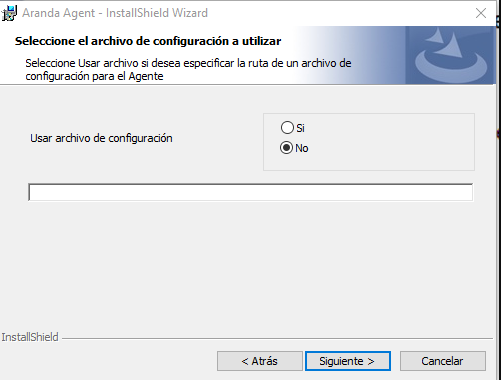 Aranda Agent - InstallShield Wizard
Seleccione el archivo de configuración a utilizar
Seleccione Usar archivo si desea especificar la ruta de un archivo de
configuración para el Agente
Usar archivo de configuración
Si
No
InstallShield
< Atrás
Siguiente >
Cancelar